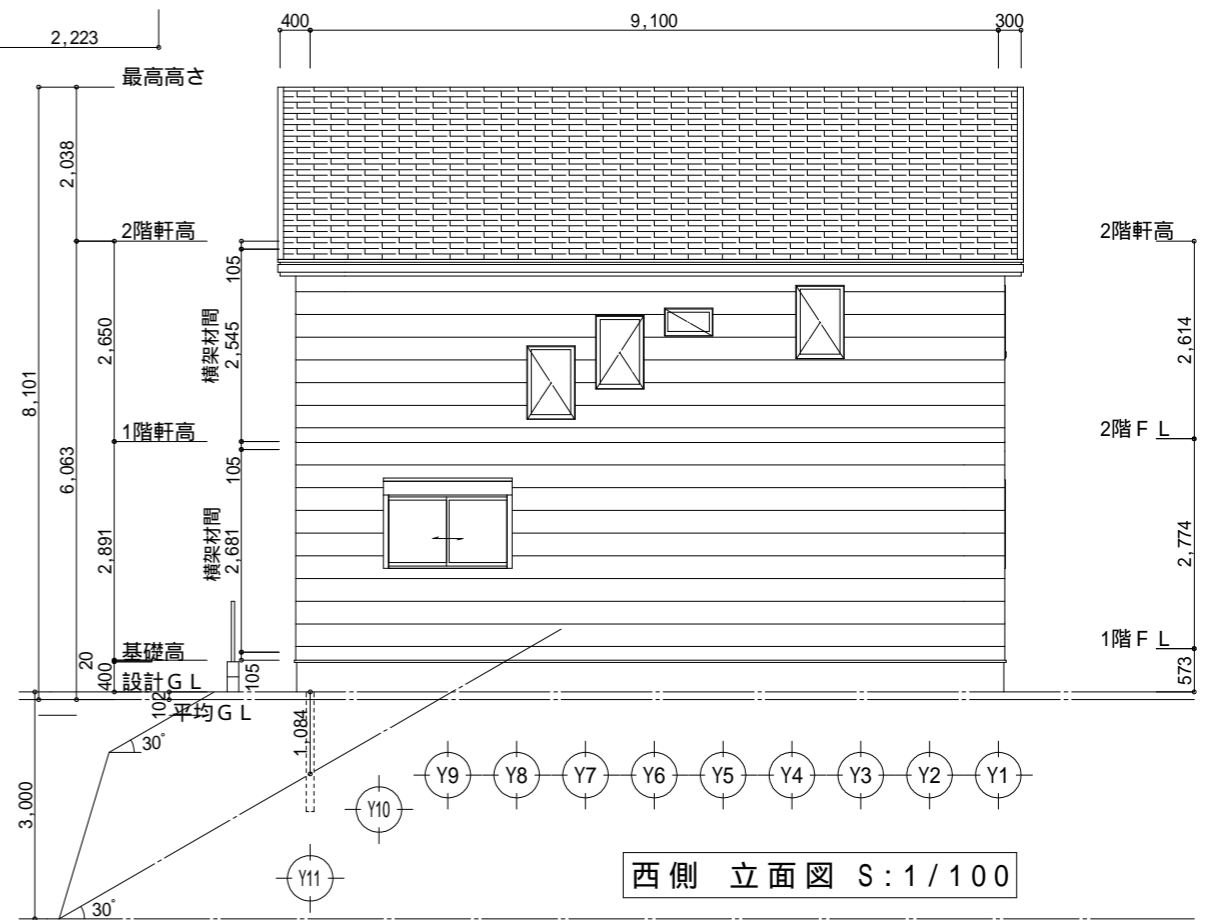 2,223
400
9,100
300
最高高さ
2,038
2階軒高
2階軒高
105
2,650
横架材間
2,545
2,614
8,101
1階軒高
2階ＦＬ
6,063
105
2,891
横架材間
2,681
2,774
基礎高
1階ＦＬ
20
400
設計ＧＬ
105
573
102
平均ＧＬ
1,084
30°
3,000
Y9
Y8
Y7
Y6
Y5
Y4
Y3
Y2
Y1
Y10
Y11
西側 立面図 S:1/100
30°